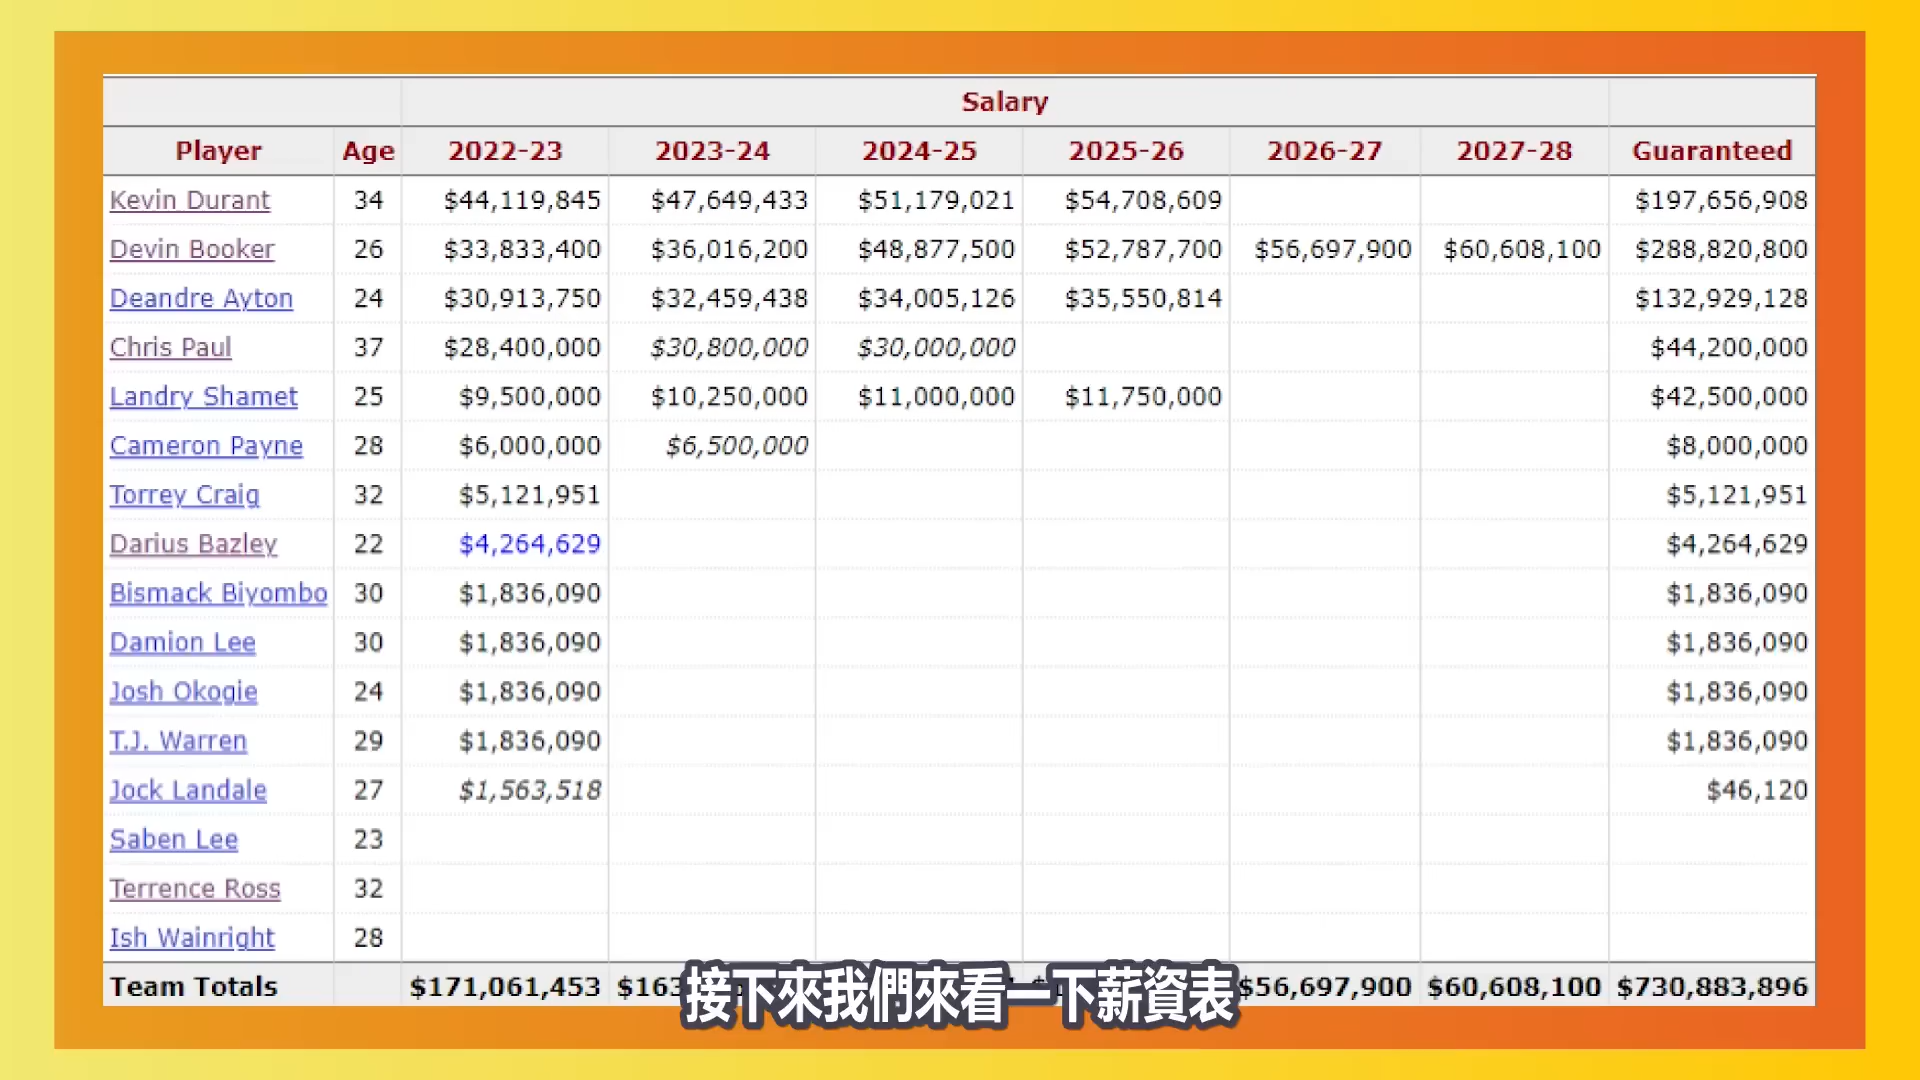 Salary
Player Age 2022-23 2023-24 2024-25 2025-26 2026-27 2027-28 Guaranteed
Kevin Durant 34 $44,119,845 $47,649,433 $51,179,021 $54,708,609 $197,656,908
Devin Booker 26 $33,833,400 $36,016,200 $48,877,500 $52,787,700 $56,697,900 $60,608,100 $288,820,800
Deandre Ayton 24 $30,913,750 $32,459,438 $34,005,126 $35,550,814 $132,929,128
Chris Paul 37 $28,400,000 $30,800,000 $30,000,000 $44,200,000
Landry Shamet 25 $9,500,000 $10,250,000 $11,000,000 $11,750,000 $42,500,000
Cameron Payne 28 $6,000,000 $6,500,000 $8,000,000
Torrey Craig 32 $5,121,951 $5,121,951
Darius Bazley 22 $4,264,629 $4,264,629
Bismack Biyombo 30 $1,836,090 $1,836,090
Damion Lee 30 $1,836,090 $1,836,090
Josh Okogie 24 $1,836,090 $1,836,090
T.J. Warren 29 $1,836,090 $1,836,090
Jock Landale 27 $1,563,518 $46,120
Saben Lee 23
Terrence Ross 32
Ish Wainright 28
Team Totals $171,061,453 $56,697,900 $60,608,100 $730,883,896
接下來我們來看一下薪資表